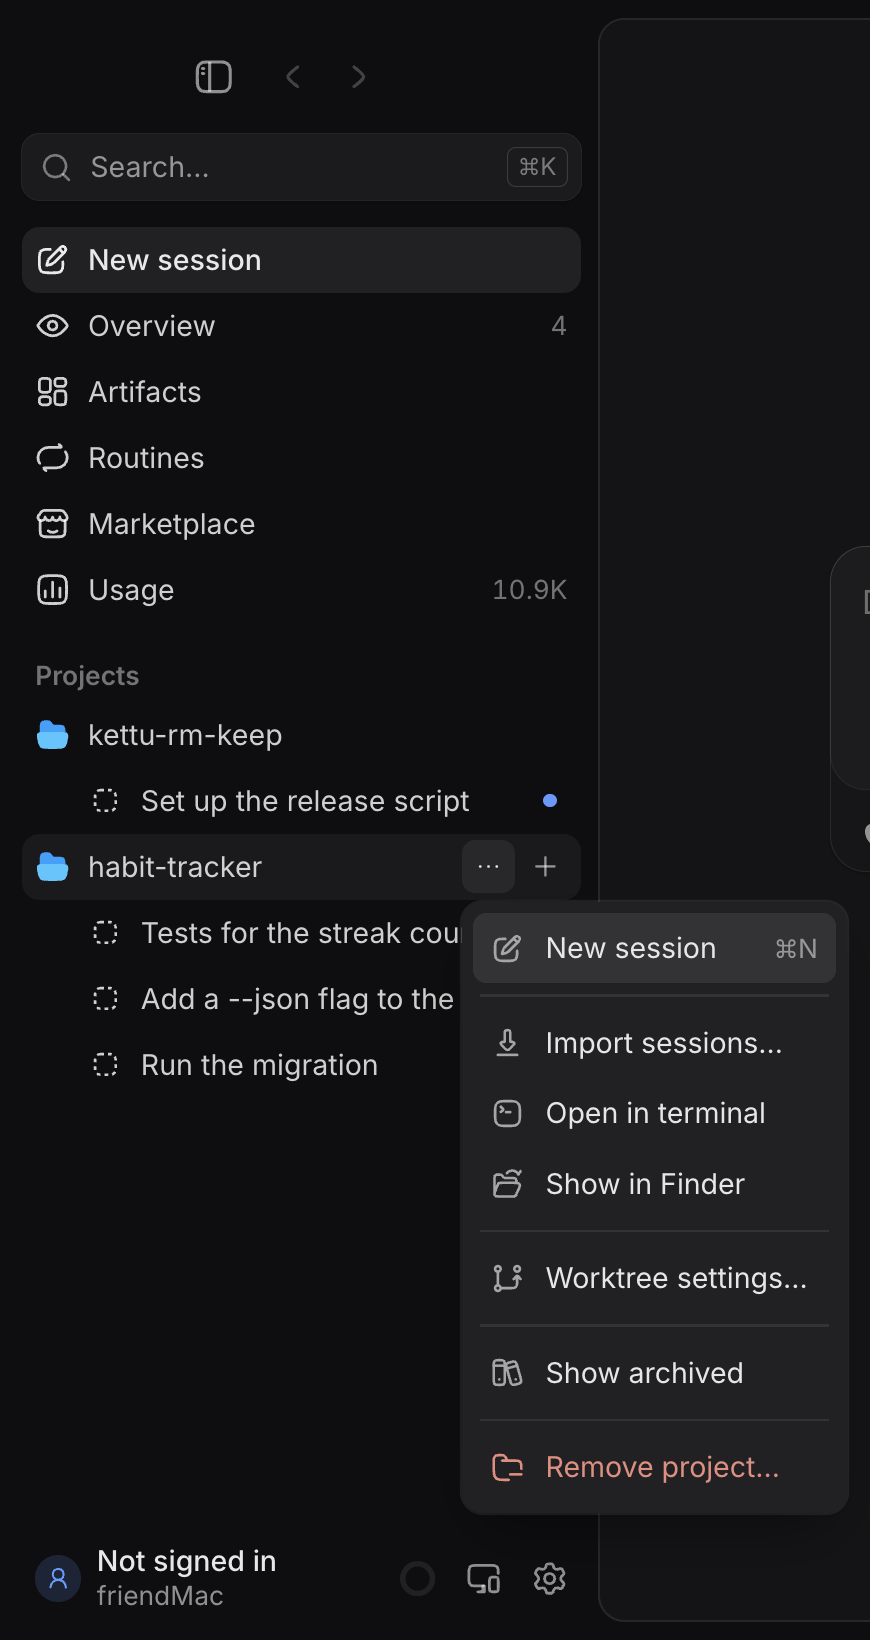 Search...
⌘K
New session
Overview
4
Artifacts
Routines
Marketplace
Usage
10.9K
Projects
kettu-rm-keep
Set up the release script
habit-tracker
Tests for the streak
Add a --json flag to the
Run the migration
New session
⌘N
Import sessions...
Open in terminal
Show in Finder
Worktree settings...
Show archived
Remove project...
Not signed in
friendMac